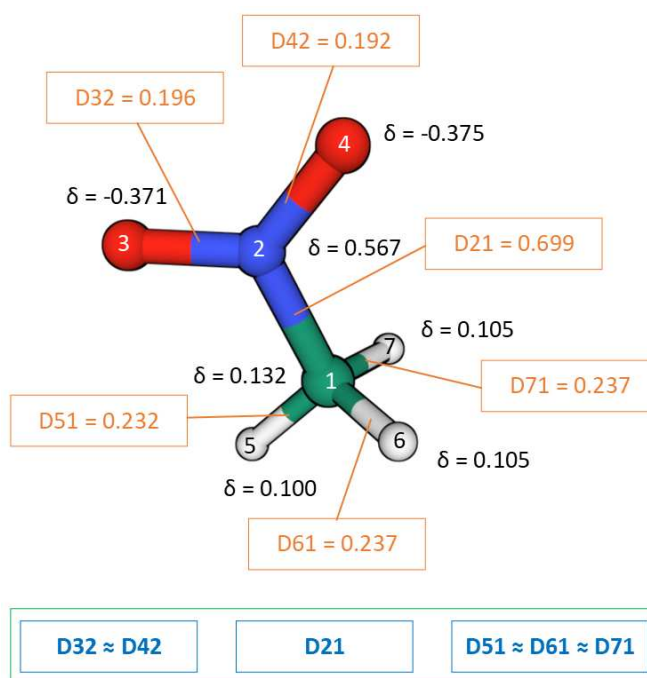 D42 = 0.192
D32 = 0.196
4
δ = -0.375
δ = -0.371
3
2
δ = 0.567
D21 = 0.699
δ = 0.105
7
δ = 0.132
1
D71 = 0.237
D51 = 0.232
5
6
δ = 0.105
δ = 0.100
D61 = 0.237
D32 ≈ D42
D21
D51 ≈ D61 ≈ D71